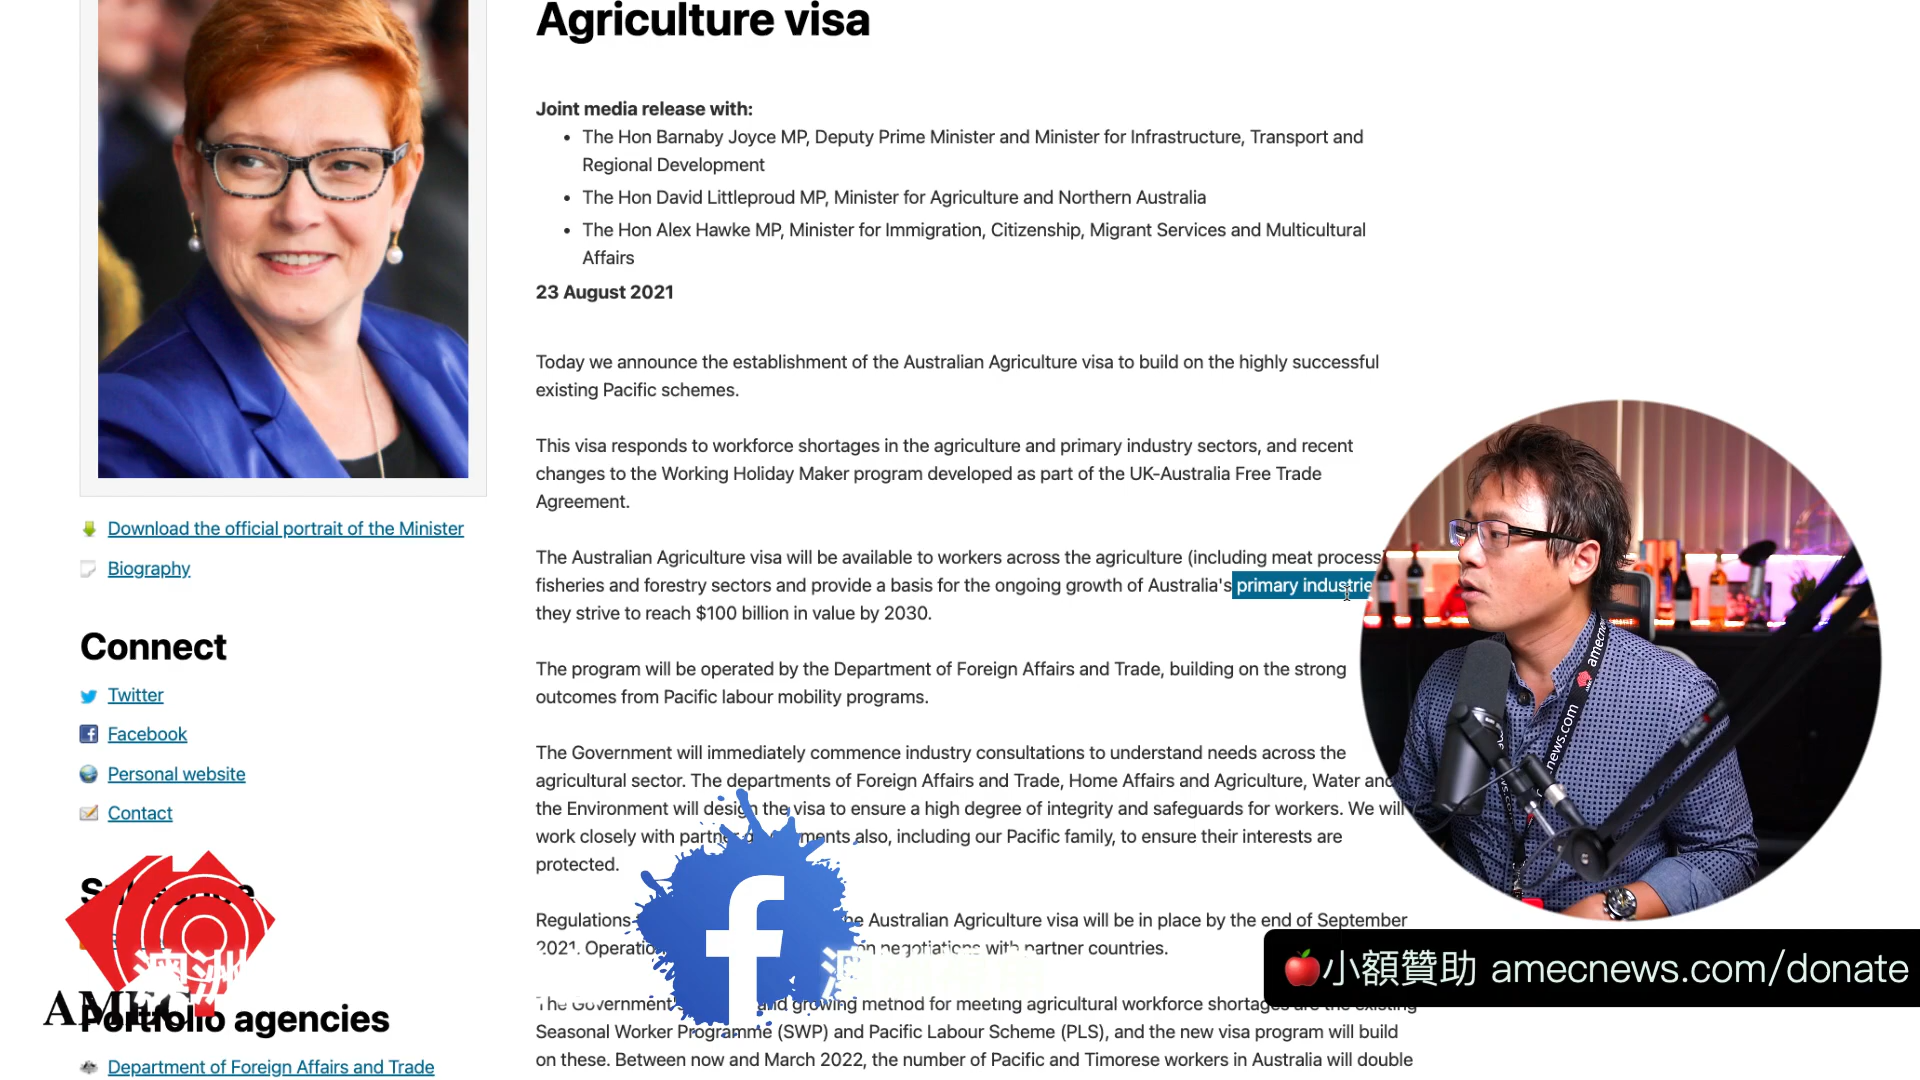 Agriculture visa
Joint media release with:
• The Hon Barnaby Joyce MP, Deputy Prime Minister and Minister for Infrastructure, Transport and
Regional Development
• The Hon David Littleproud MP, Minister for Agriculture and Northern Australia
• The Hon Alex Hawke MP, Minister for Immigration, Citizenship, Migrant Services and Multicultural
Affairs
23 August 2021
Today we announce the establishment of the Australian Agriculture visa to build on the highly successful
existing Pacific schemes.
This visa responds to workforce shortages in the agriculture and primary industry sectors, and recent
changes to the Working Holiday Maker program developed as part of the UK-Australia Free Trade
Agreement.
The Australian Agriculture visa will be available to workers across the agriculture (including meat processi
fisheries and forestry sectors and provide a basis for the ongoing growth of Australia's primary industrie
they strive to reach $100 billion in value by 2030.
The program will be operated by the Department of Foreign Affairs and Trade, building on the strong
outcomes from Pacific labour mobility programs.
The Government will immediately commence industry consultations to understand needs across the
agricultural sector. The departments of Foreign Affairs and Trade, Home Affairs and Agriculture, Water and
the Environment will design the visa to ensure a high degree of integrity and safeguards for workers. We will
work closely with partner ments also, including our Pacific family, to ensure their interests are
protected.
Regulations Australian Agriculture visa will be in place by the end of September
2021. negotiations with partner countries.
The Government's and growing method for meeting agricultural workforce shortages are the existing
Seasonal Worker Programme (SWP) and Pacific Labour Scheme (PLS), and the new visa program will build
on these. Between now and March 2022, the number of Pacific and Timorese workers in Australia will double
Download the official portrait of the Minister
Biography
Connect
Twitter
Facebook
Personal website
Contact
澳洲
Portfolio agencies
Department of Foreign Affairs and Trade
amecnews.com
🍎小額贊助 amecnews.com/donate